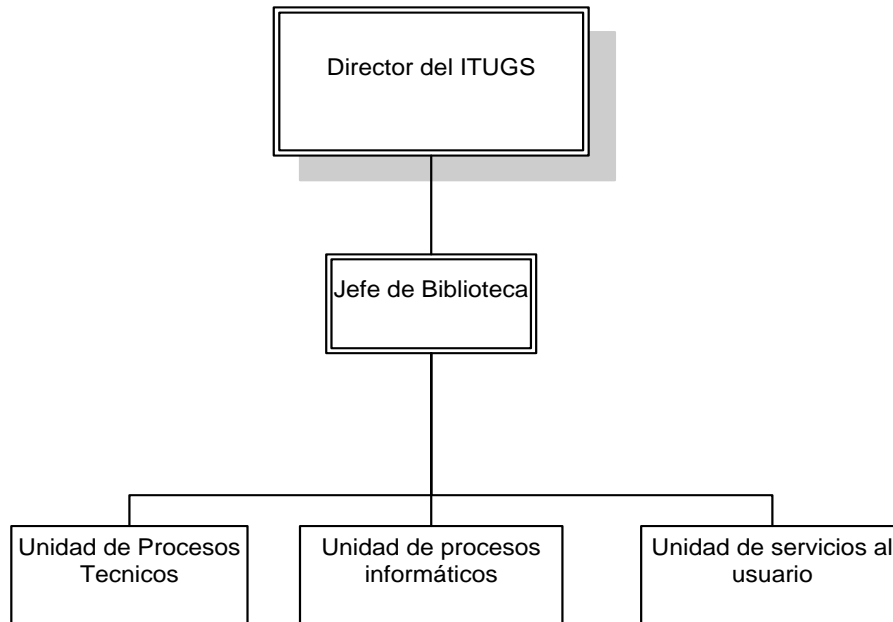 Director del ITUGS
Jefe de Biblioteca
Unidad de Procesos
Tecnicos
Unidad de procesos
informáticos
Unidad de servicios al
usuario